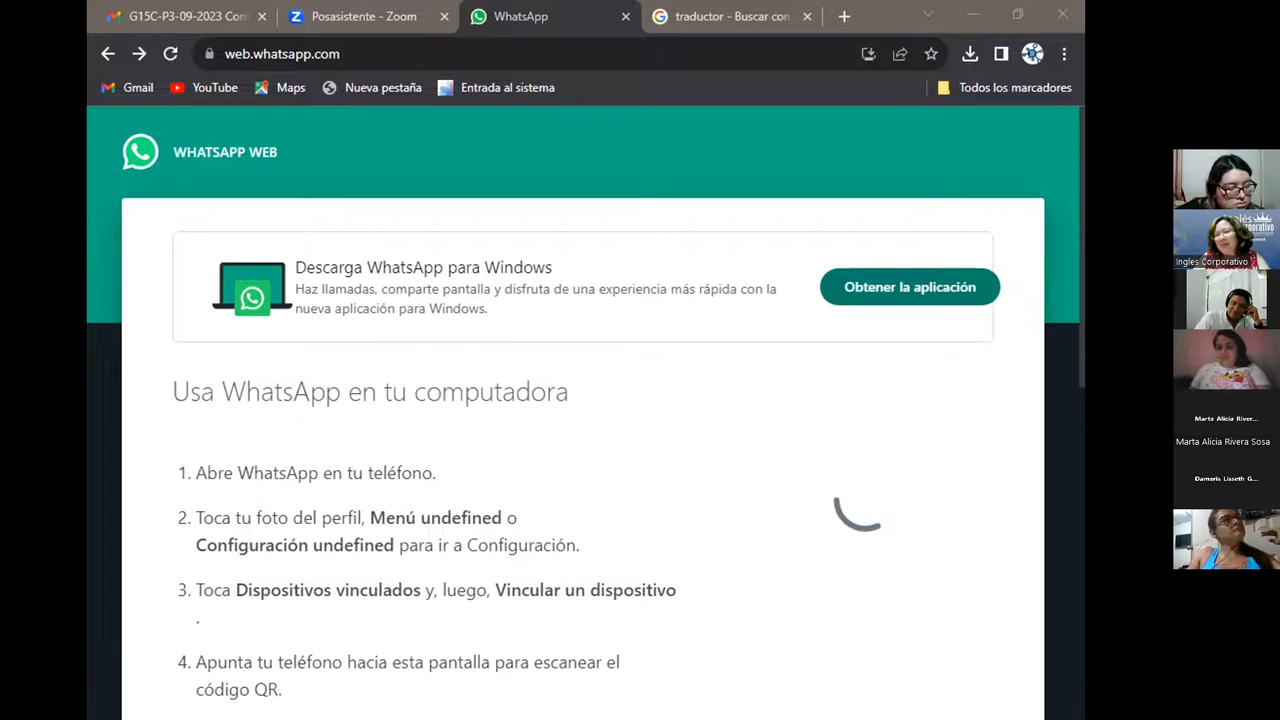 G15C-P3-09-2023 Con
Posasistente - Zoom
WhatsApp
traductor - Buscar con
web.whatsapp.com
Gmail
YouTube
Maps
Nueva pestaña
Entrada al sistema
Todos los marcadores
WHATSAPP WEB
Descarga WhatsApp para Windows
Haz llamadas, comparte pantalla y disfruta de una experiencia más rápida con la
nueva aplicación para Windows.
Obtener la aplicación
Usa WhatsApp en tu computadora
1. Abre WhatsApp en tu teléfono.
2. Toca tu foto del perfil, Menú undefined o
Configuración undefined para ir a Configuración.
3. Toca Dispositivos vinculados y, luego, Vincular un dispositivo
.
4. Apunta tu teléfono hacia esta pantalla para escanear el
código QR.
Ingles Corporativo
Marta Alicia River...
Marta Alicia Rivera Sosa
Damaris Lisseth G...